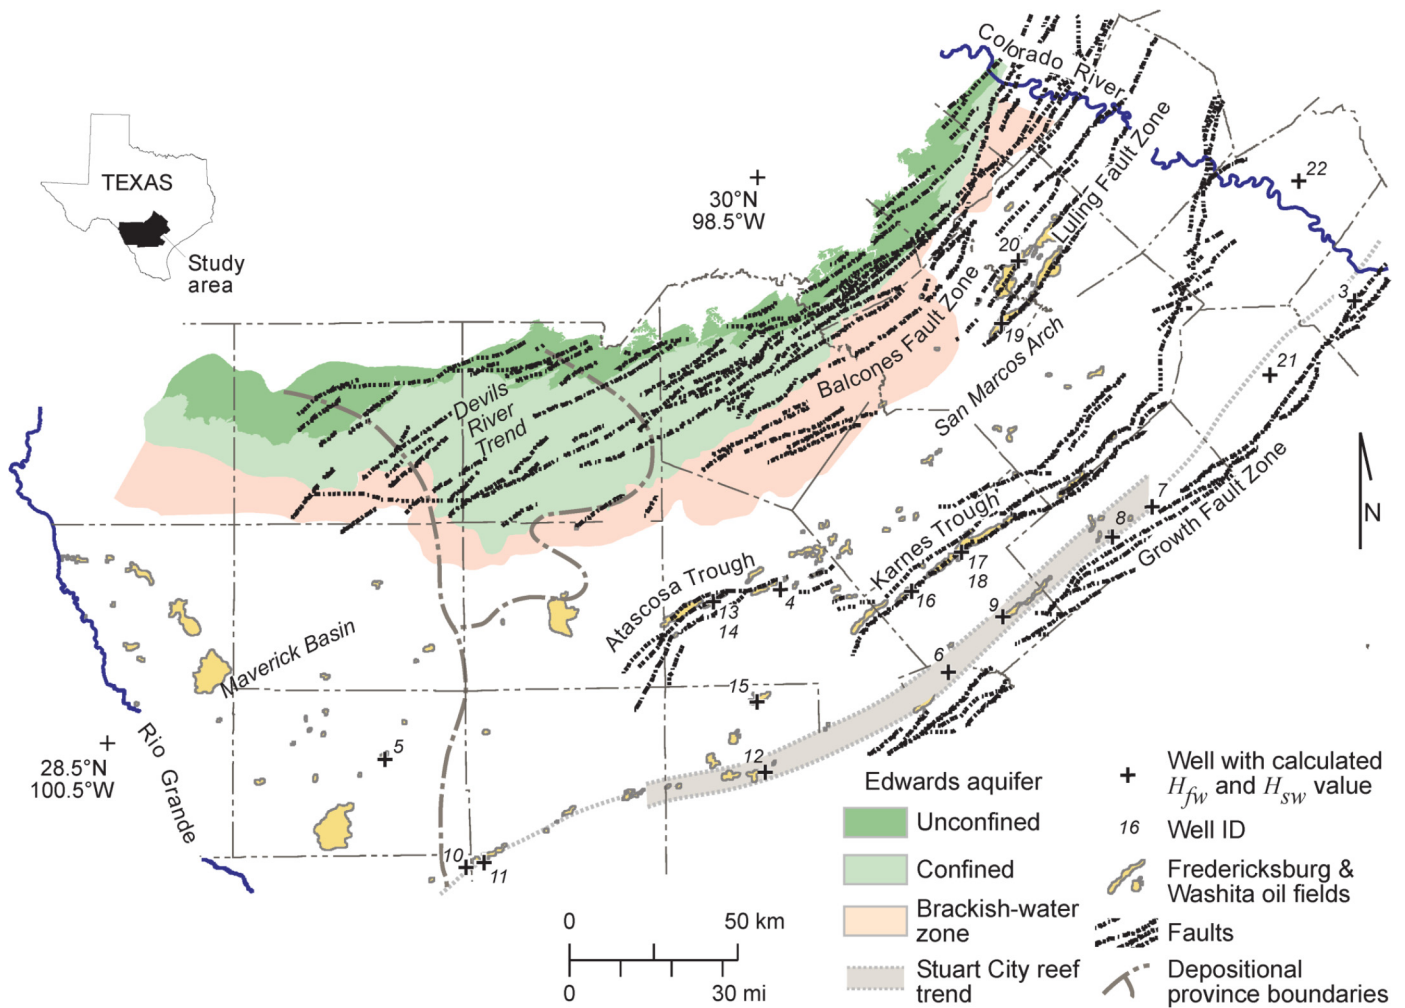 Colorado River
Luling Fault Zone
22
TEXAS
Study
area
30°N
98.5°W
20
19
3
21
San Marcos Arch
Balcones Fault Zone
Devils
River
Trend
7
8
Growth Fault Zone
Karnes Trough
17
18
16
9
Atascosa Trough
4
13
14
6
15
12
Maverick Basin
5
28.5°N
100.5°W
Rio Grande
10
11
Edwards aquifer
Unconfined
Confined
Brackish-water
zone
Stuart City reef
trend
Well with calculated
Hfw and Hsw value
16 Well ID
Fredericksburg &
Washita oil fields
Faults
Depositional
province boundaries
N
0 50 km
0 30 mi